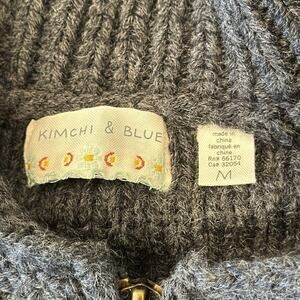 KIMCHI & BLUE
made in
china
fabriqué en
chine
Rn# 66170
Ca# 32054
M